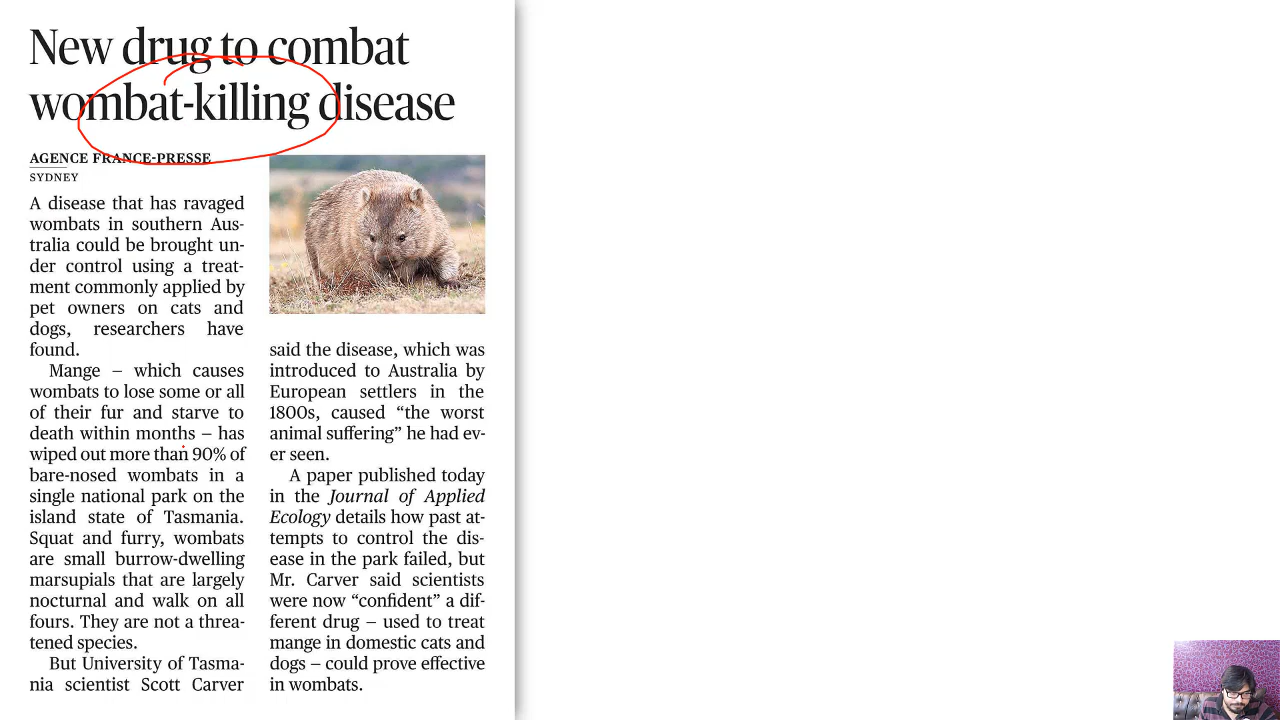 New drug to combat
wombat-killing disease
AGENCE FRANCE-PRESSE
SYDNEY
A disease that has ravaged
wombats in southern Aus-
tralia could be brought un-
der control using a treat-
ment commonly applied by
pet owners on cats and
dogs, researchers have
found.
Mange – which causes
wombats to lose some or all
of their fur and starve to
death within months – has
wiped out more than 90% of
bare-nosed wombats in a
single national park on the
island state of Tasmania.
Squat and furry, wombats
are small burrow-dwelling
marsupials that are largely
nocturnal and walk on all
fours. They are not a threa-
tened species.
But University of Tasma-
nia scientist Scott Carver
said the disease, which was
introduced to Australia by
European settlers in the
1800s, caused “the worst
animal suffering” he had ev-
er seen.
A paper published today
in the Journal of Applied
Ecology details how past at-
tempts to control the dis-
ease in the park failed, but
Mr. Carver said scientists
were now “confident” a dif-
ferent drug – used to treat
mange in domestic cats and
dogs – could prove effective
in wombats.